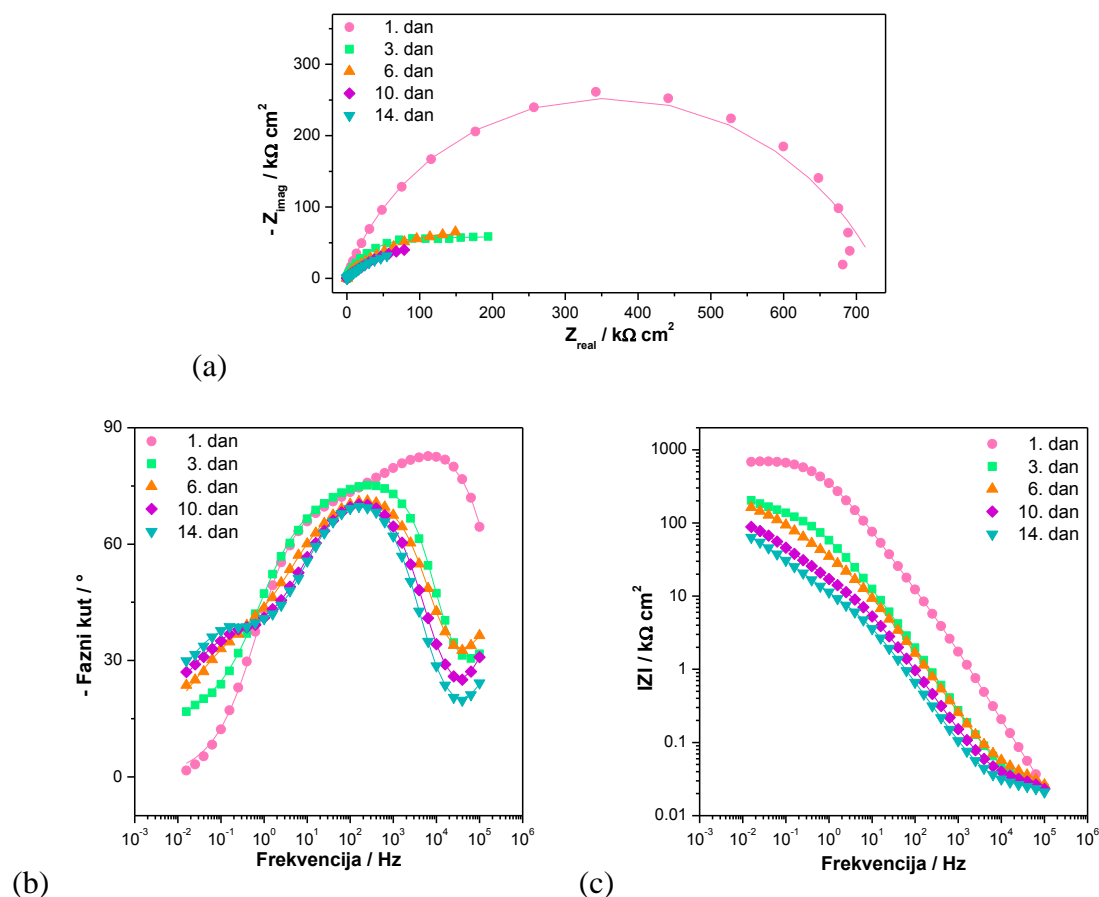 1. dan
3. dan
6. dan
10. dan
14. dan
300
200
100
0
- Z_imag / kΩ cm²
0 100 200 300 400 500 600 700
Z_real / kΩ cm²
(a)
90
60
30
0
- Fazni kut / º
1. dan
3. dan
6. dan
10. dan
14. dan
10⁻³ 10⁻² 10⁻¹ 10⁰ 10¹ 10² 10³ 10⁴ 10⁵ 10⁶
Frekvencija / Hz
(b)
1000
100
10
1
0.1
0.01
IZI / kΩ cm²
1. dan
3. dan
6. dan
10. dan
14. dan
10⁻³ 10⁻² 10⁻¹ 10⁰ 10¹ 10² 10³ 10⁴ 10⁵ 10⁶
Frekvencija / Hz
(c)